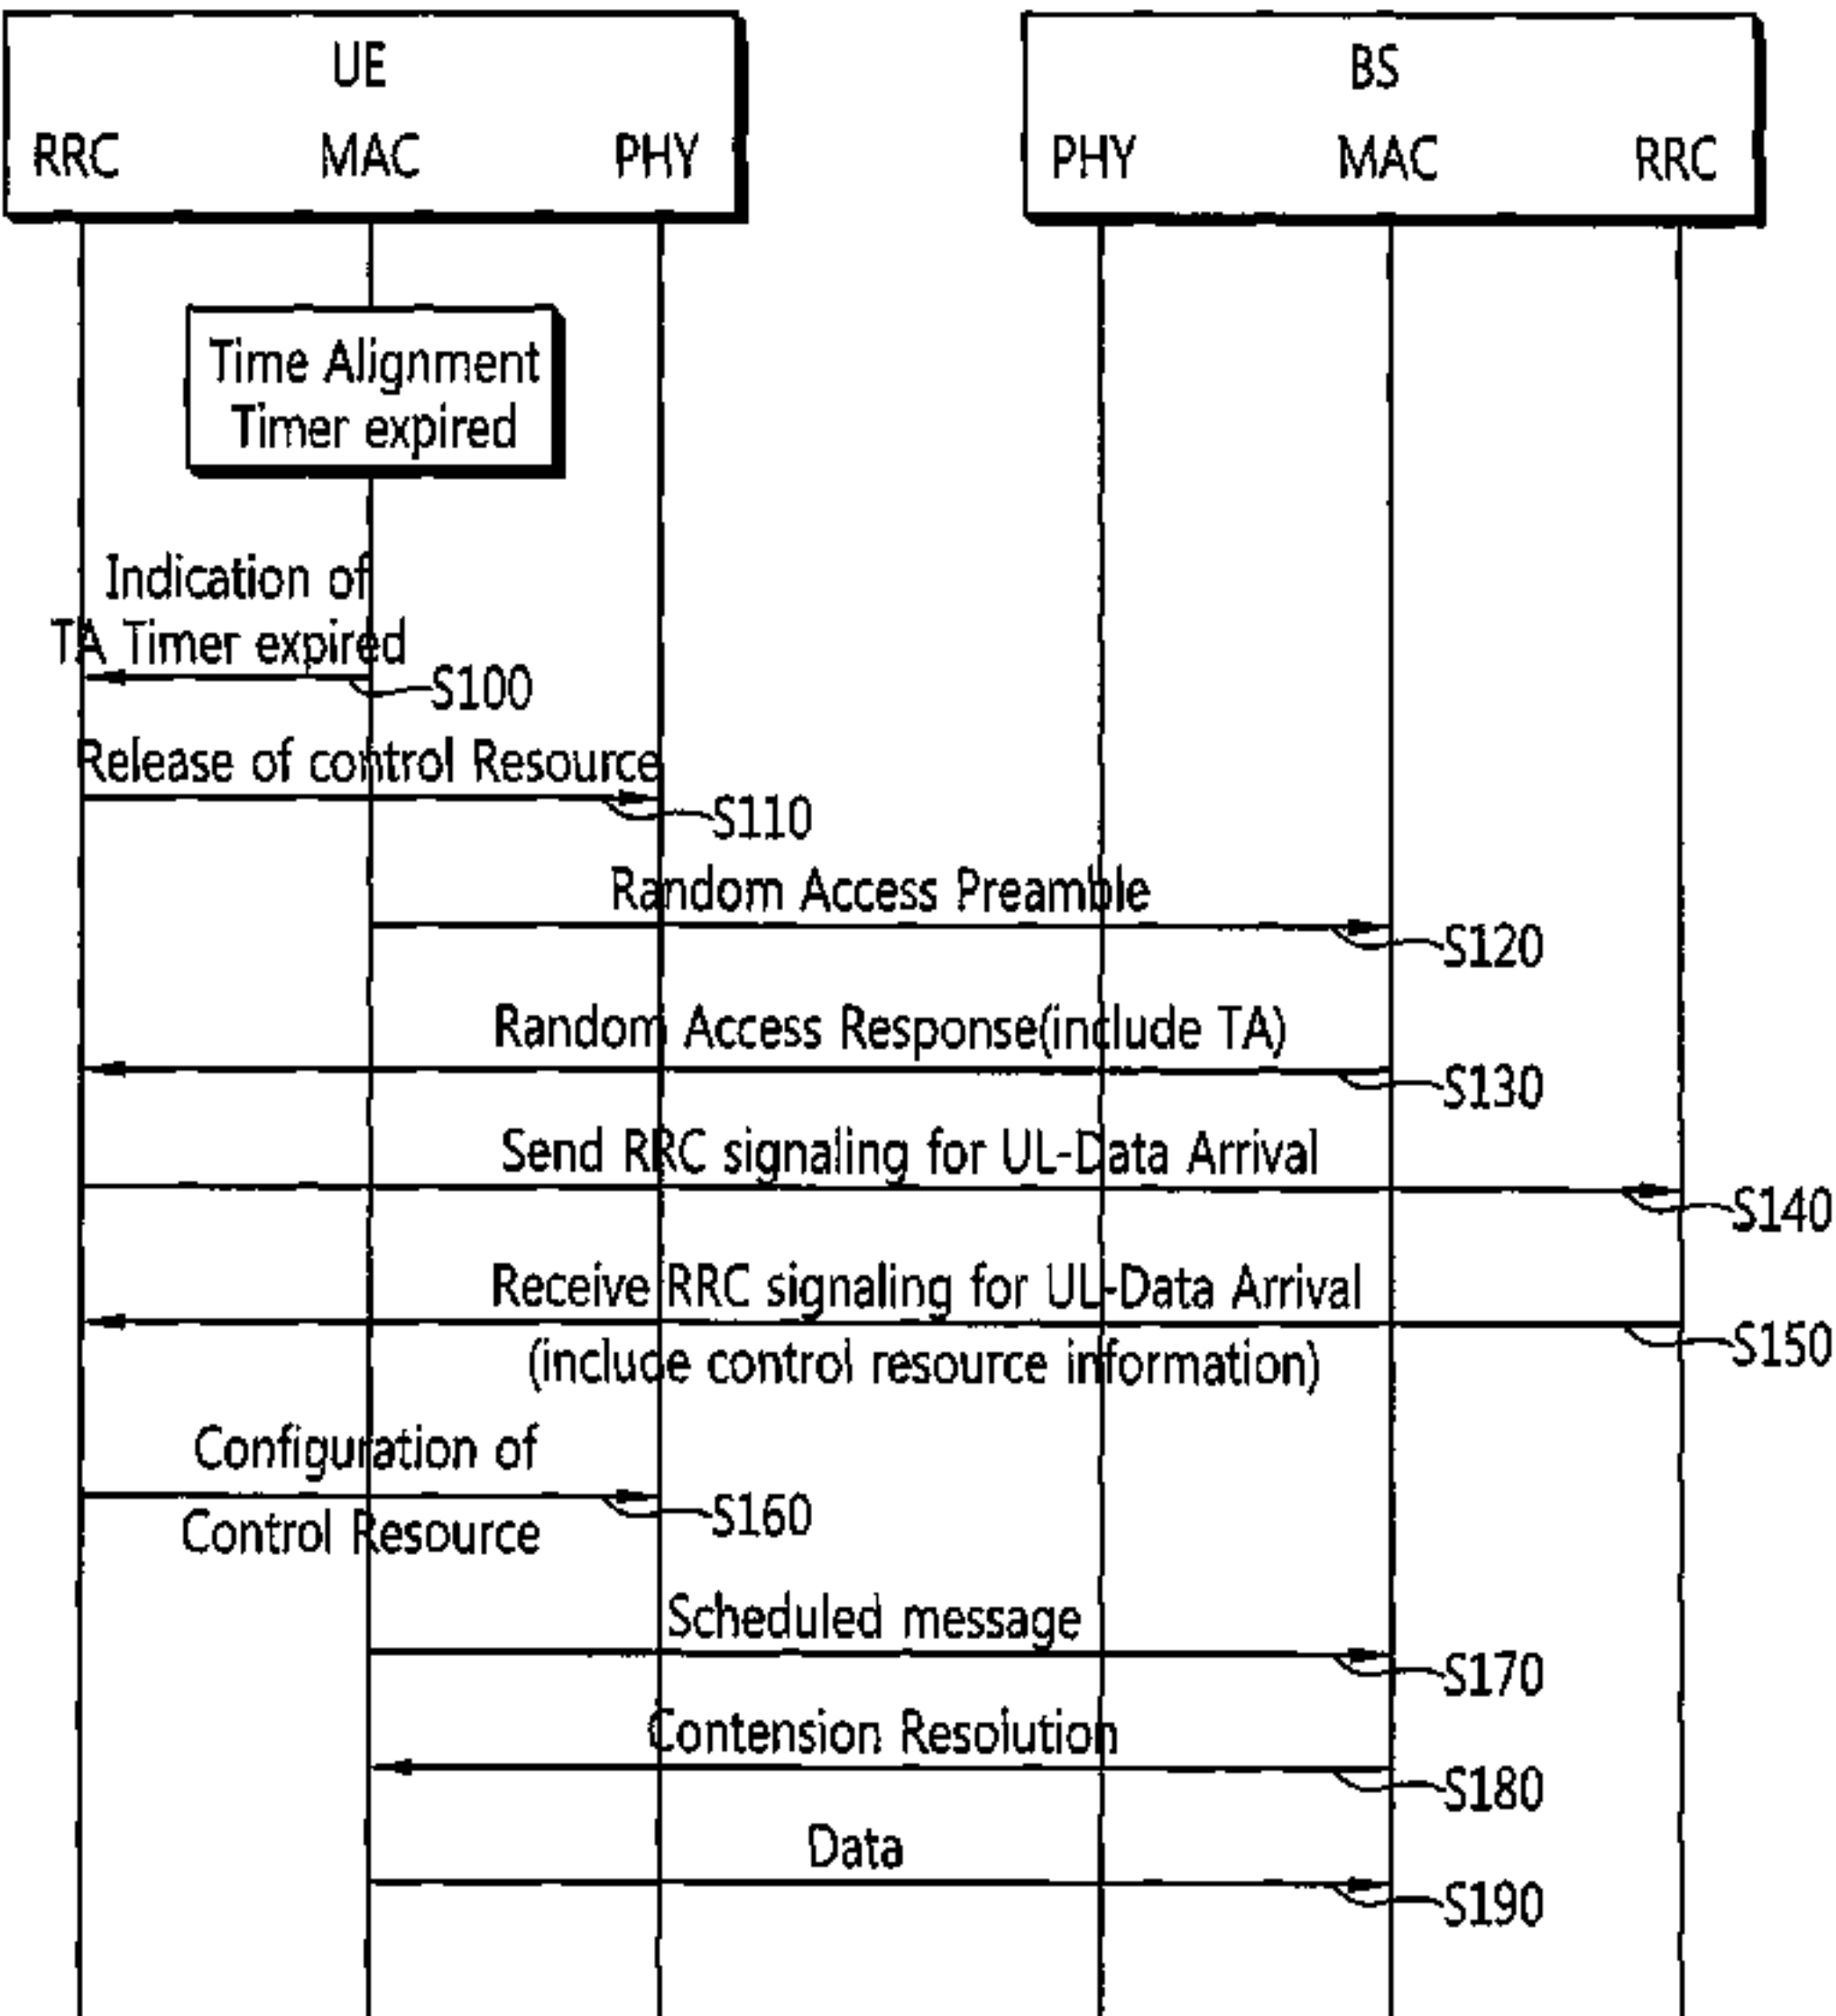 UE
RRC MAC PHY
BS
PHY MAC RRC
Time Alignment
Timer expired
Indication of
TA Timer expired
S100
Release of control Resource
S110
Random Access Preamble
S120
Random Access Response(include TA)
S130
Send RRC signaling for UL-Data Arrival
S140
Receive RRC signaling for UL-Data Arrival
(include control resource information)
S150
Configuration of
Control Resource
S160
Scheduled message
S170
Contension Resolution
S180
Data
S190